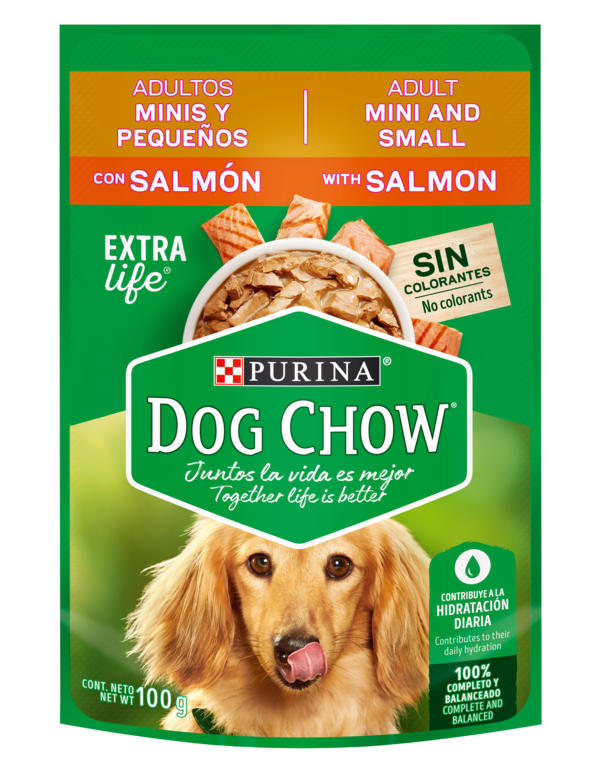 ADULTOS
MINIS Y
PEQUEÑOS
ADULT
MINI AND
SMALL
CON SALMÓN
WITH SALMON
EXTRA
life®
SIN
COLORANTES
No colorants
PURINA®
DOG CHOW®
Juntos la vida es mejor
Together life is better
CONTRIBUYE A LA
HIDRATACIÓN
DIARIA
Contributes to their
daily hydration
100%
COMPLETO Y
BALANCEADO
COMPLETE AND
BALANCED
CONT. NETO
NET WT 100g